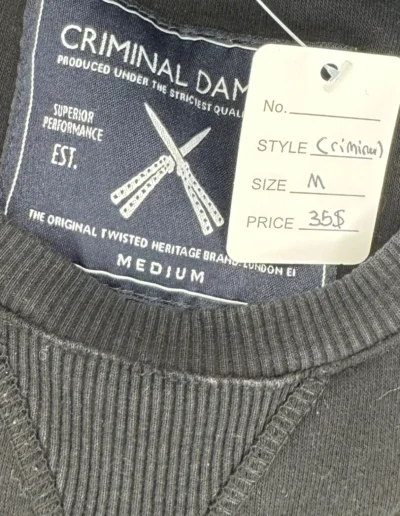 CRIMINAL DAM
PRODUCED UNDER THE STRICTEST QUAL
SUPERIOR
PERFORMANCE
EST.
THE ORIGINAL TWISTED HERITAGE BRAND LONDON E1
MEDIUM
No.
STYLE Criminal
SIZE M
PRICE 35$